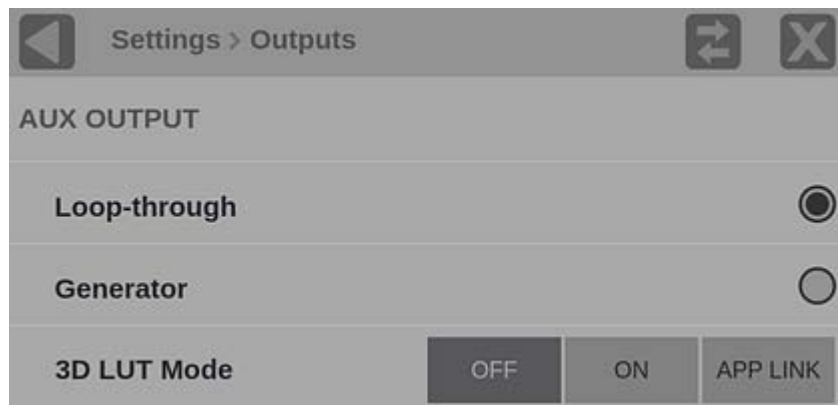 Settings > Outputs
AUX OUTPUT
Loop-through
Generator
3D LUT Mode OFF ON APP LINK